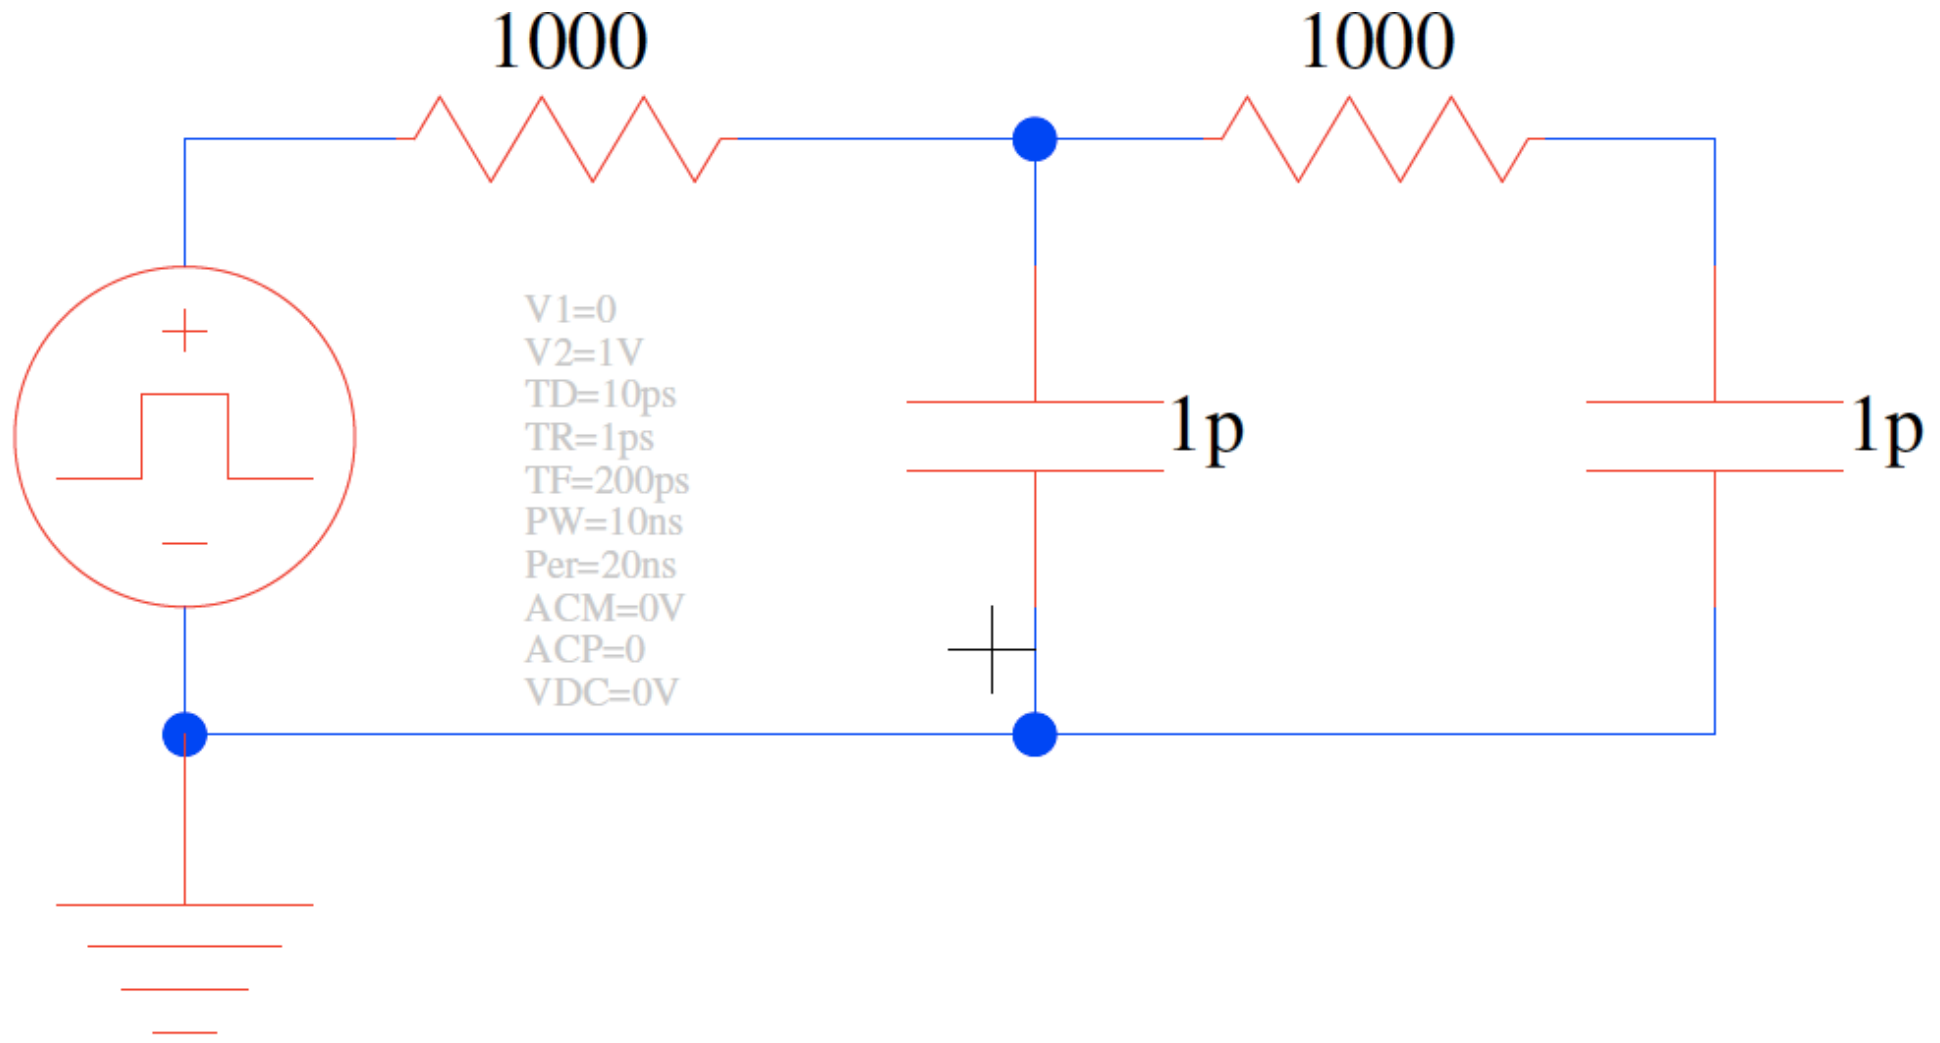 1000
1000
V1=0
V2=1V
TD=10ps
TR=1ps
TF=200ps
PW=10ns
Per=20ns
ACM=0V
ACP=0
VDC=0V
1p
1p